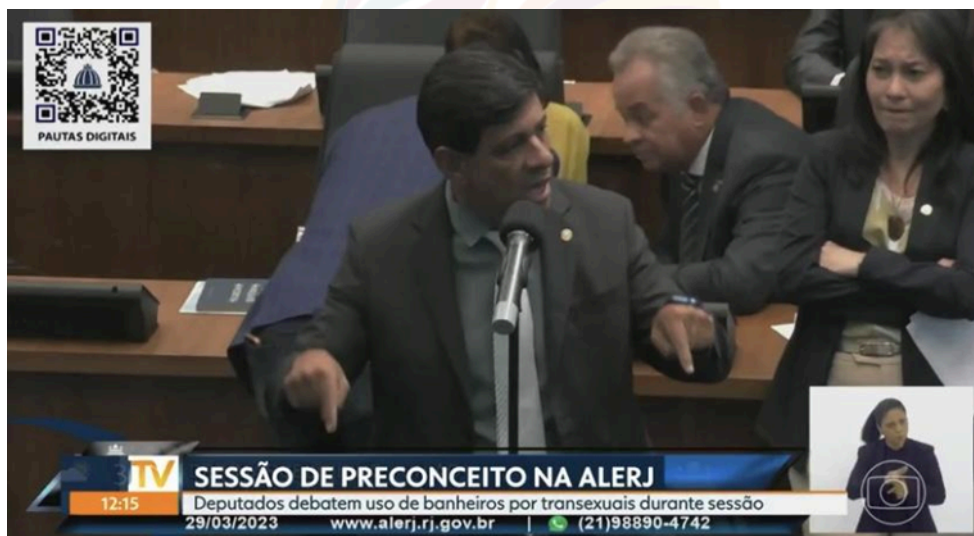 PAUTAS DIGITAIS
TV
SESSÃO DE PRECONCEITO NA ALERJ
12:15
Deputados debatem uso de banheiros por transexuais durante sessão
29/03/2023 www.alerj.rj.gov.br | (21)98890-4742